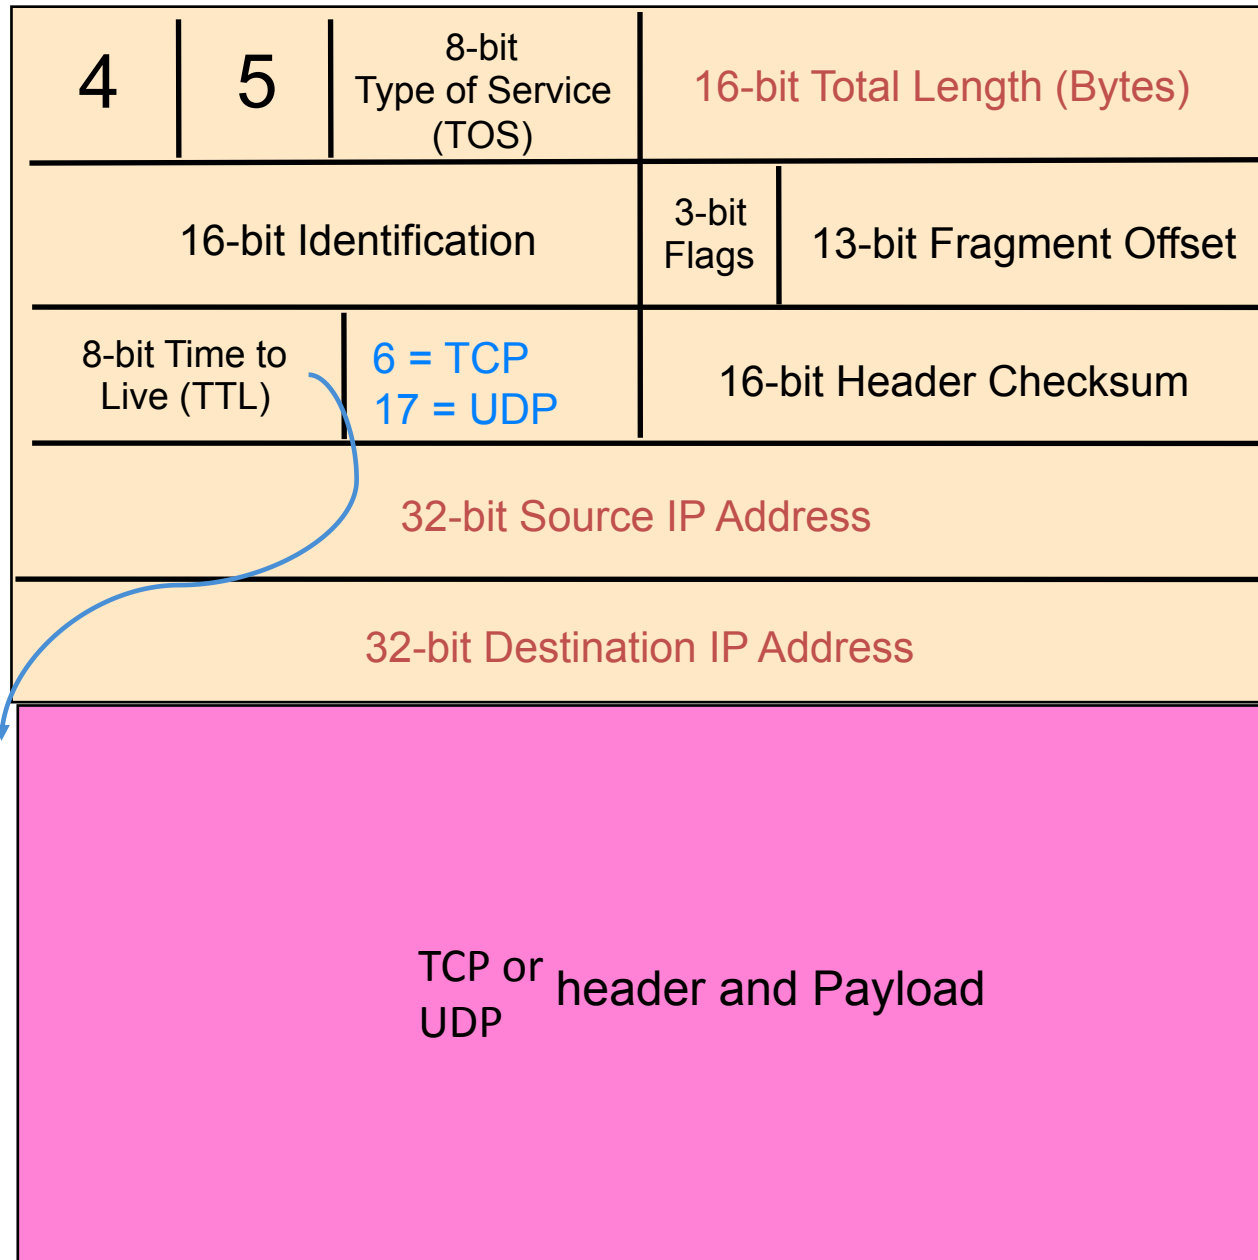 4
5
8-bit
Type of Service
(TOS)
16-bit Total Length (Bytes)
16-bit Identification
3-bit
Flags
13-bit Fragment Offset
8-bit Time to
Live (TTL)
6 = TCP
17 = UDP
16-bit Header Checksum
32-bit Source IP Address
32-bit Destination IP Address
TCP or
UDP
header and Payload